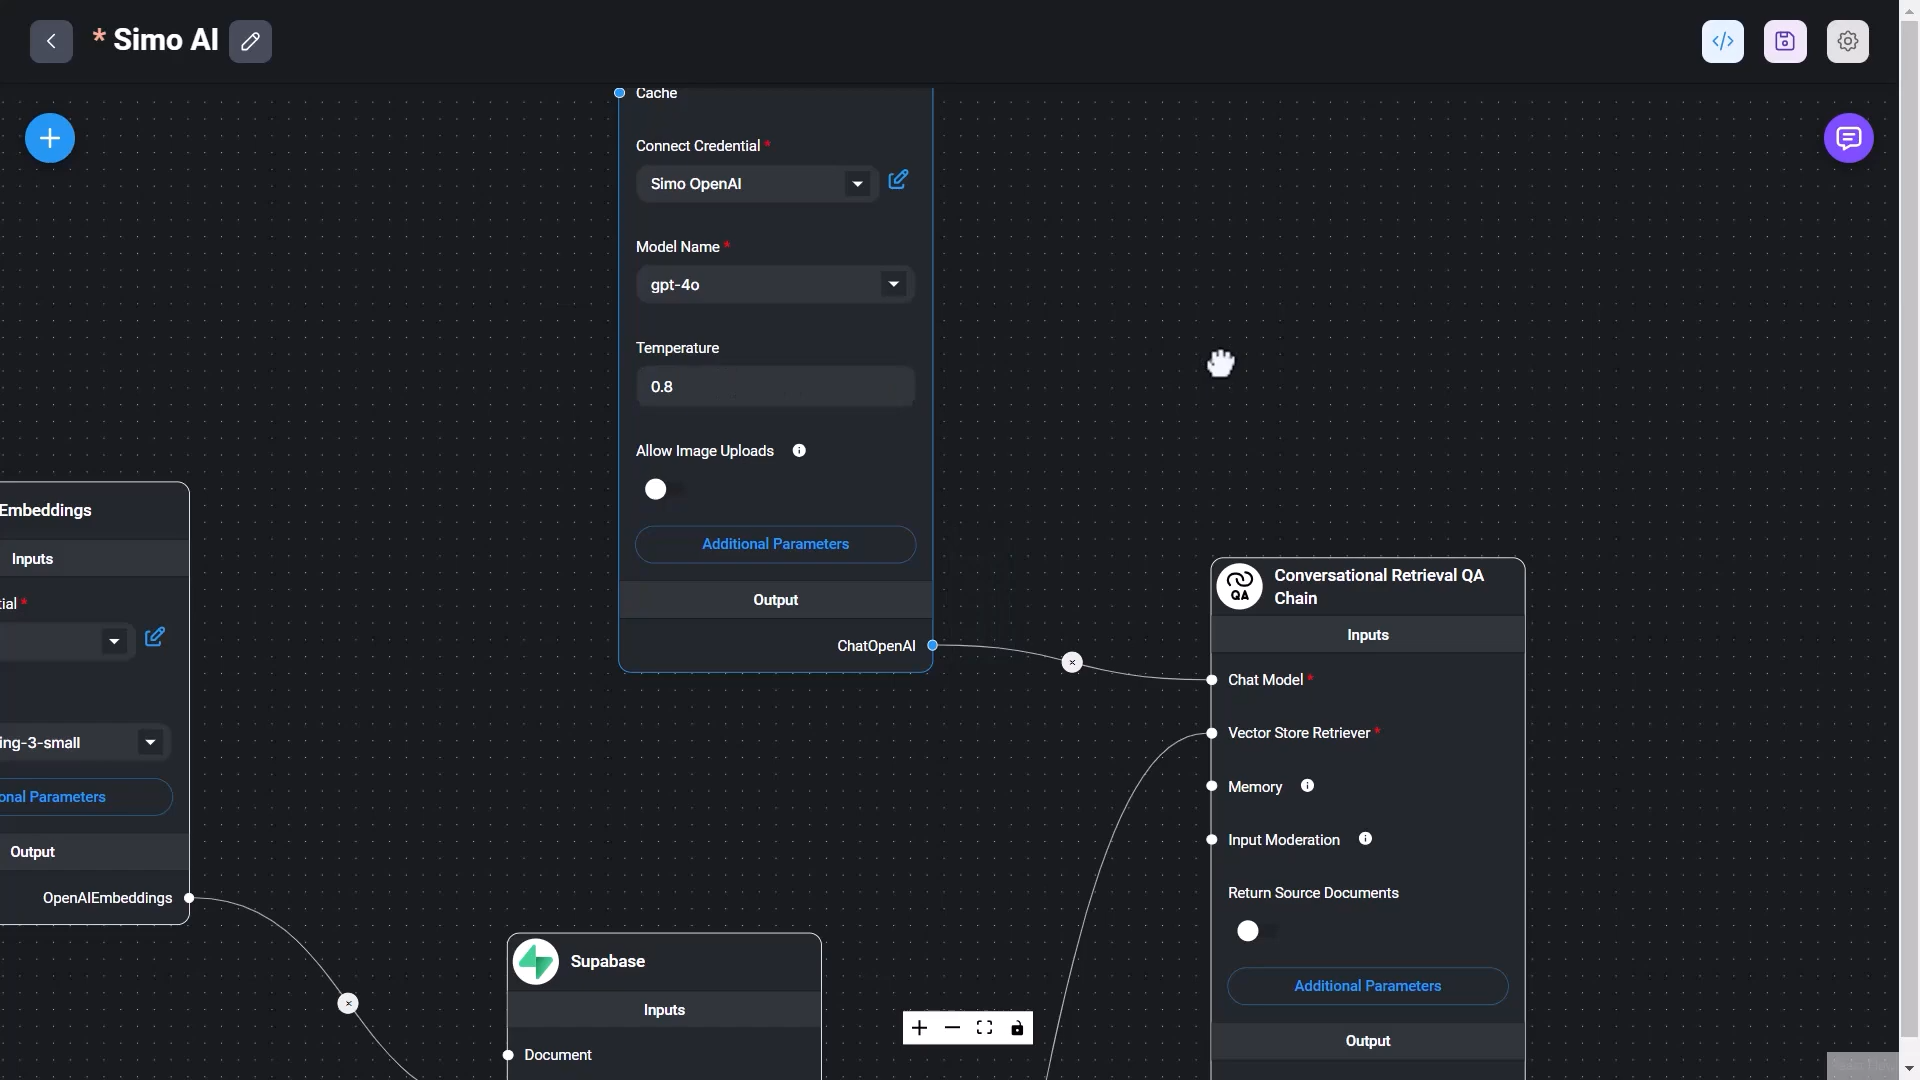 * Simo AI
</>
Cache
Connect Credential *
Simo OpenAI
Model Name *
gpt-4o
Temperature
0.8
Allow Image Uploads
Additional Parameters
Output
ChatOpenAI
Embeddings
Inputs
tial *
ing-3-small
onal Parameters
Output
OpenAIEmbeddings
QA
Conversational Retrieval QA
Chain
Inputs
Chat Model *
Vector Store Retriever *
Memory
Input Moderation
Return Source Documents
Additional Parameters
Output
Supabase
Inputs
Document